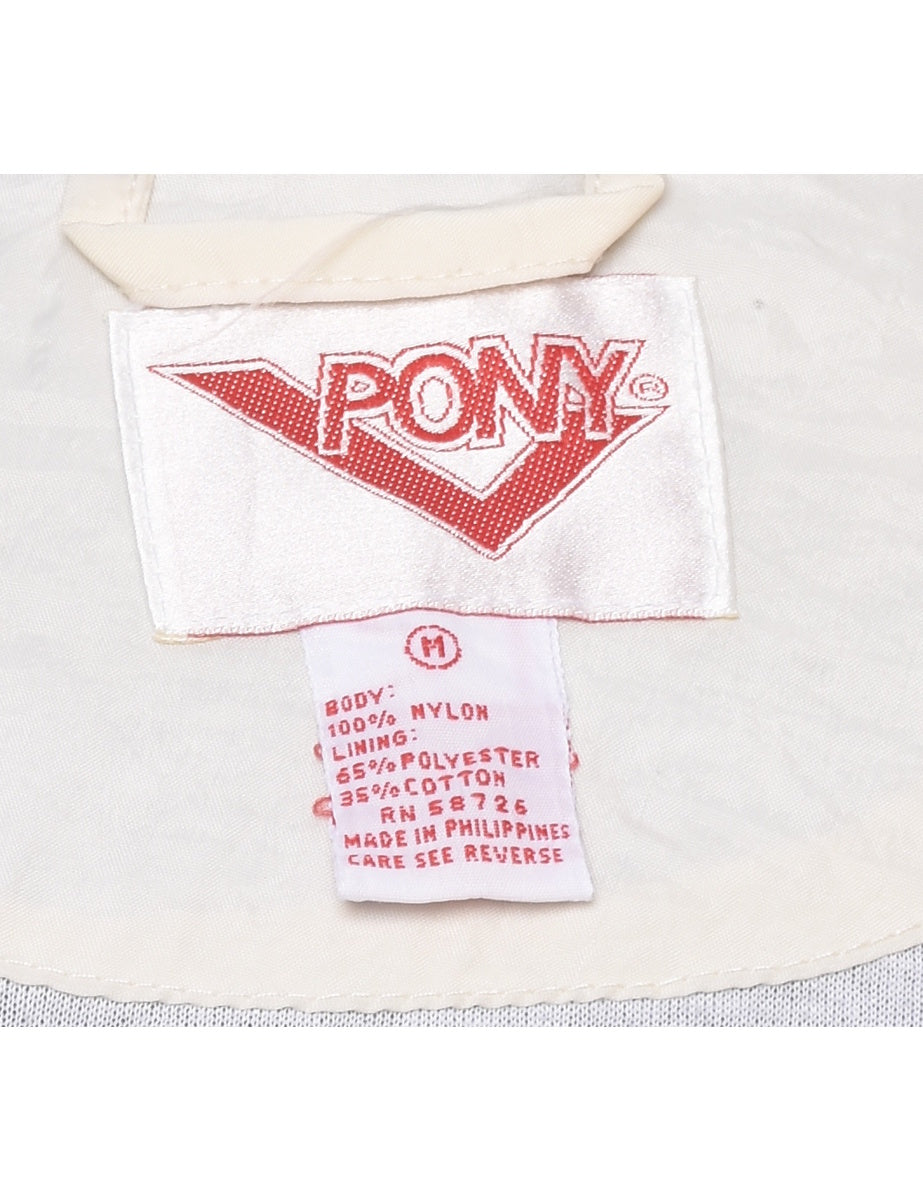 PONY®
M
BODY:
100% NYLON
LINING:
65% POLYESTER
35% COTTON
RN 58726
MADE IN PHILIPPINES
CARE SEE REVERSE